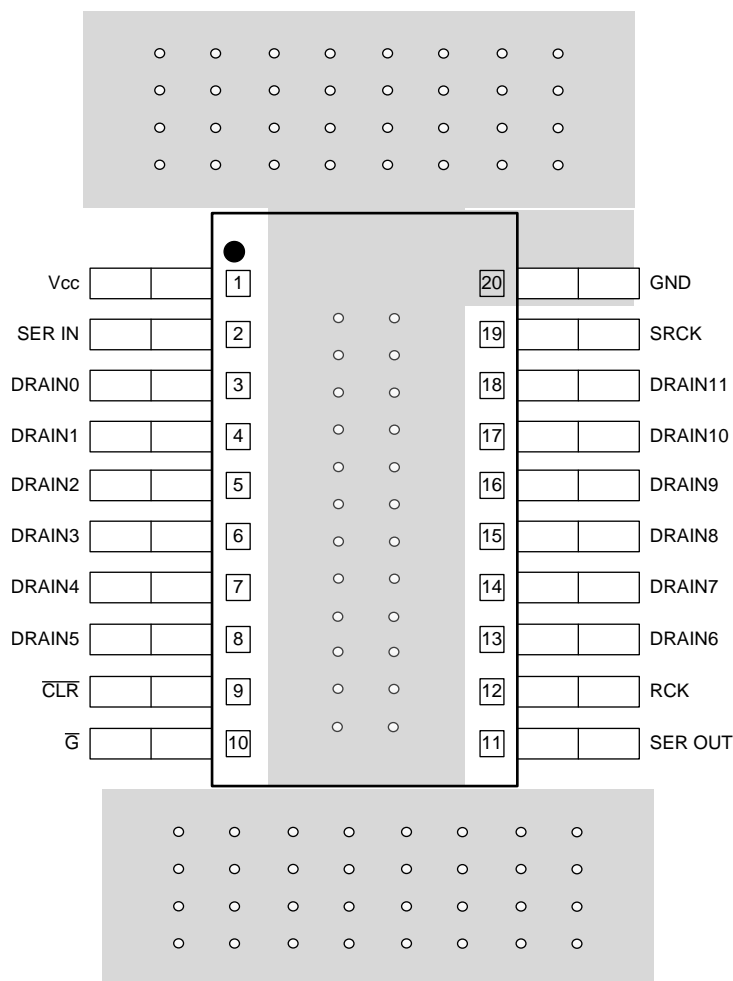 Vcc 1 20 GND
SER IN 2 19 SRCK
DRAIN0 3 18 DRAIN11
DRAIN1 4 17 DRAIN10
DRAIN2 5 16 DRAIN9
DRAIN3 6 15 DRAIN8
DRAIN4 7 14 DRAIN7
DRAIN5 8 13 DRAIN6
C̅L̅R̅ 9 12 RCK
G̅ 10 11 SER OUT